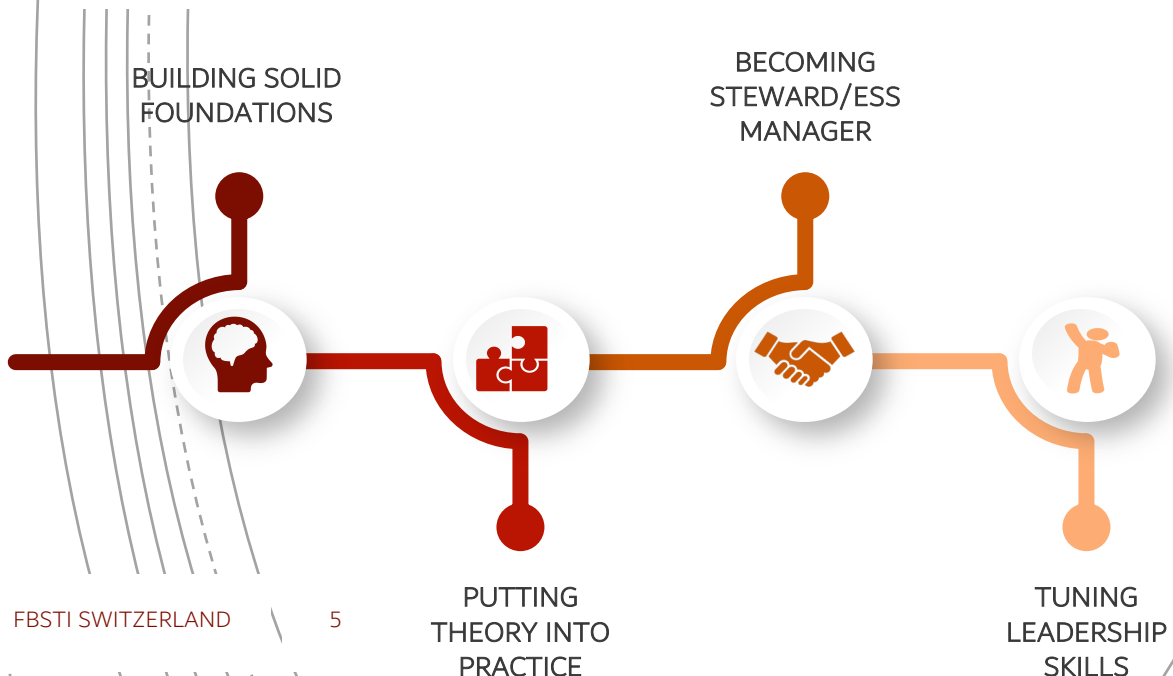 BUILDING SOLID
FOUNDATIONS
BECOMING
STEWARD/ESS
MANAGER
PUTTING
THEORY INTO
PRACTICE
TUNING
LEADERSHIP
SKILLS
FBSTI SWITZERLAND 5